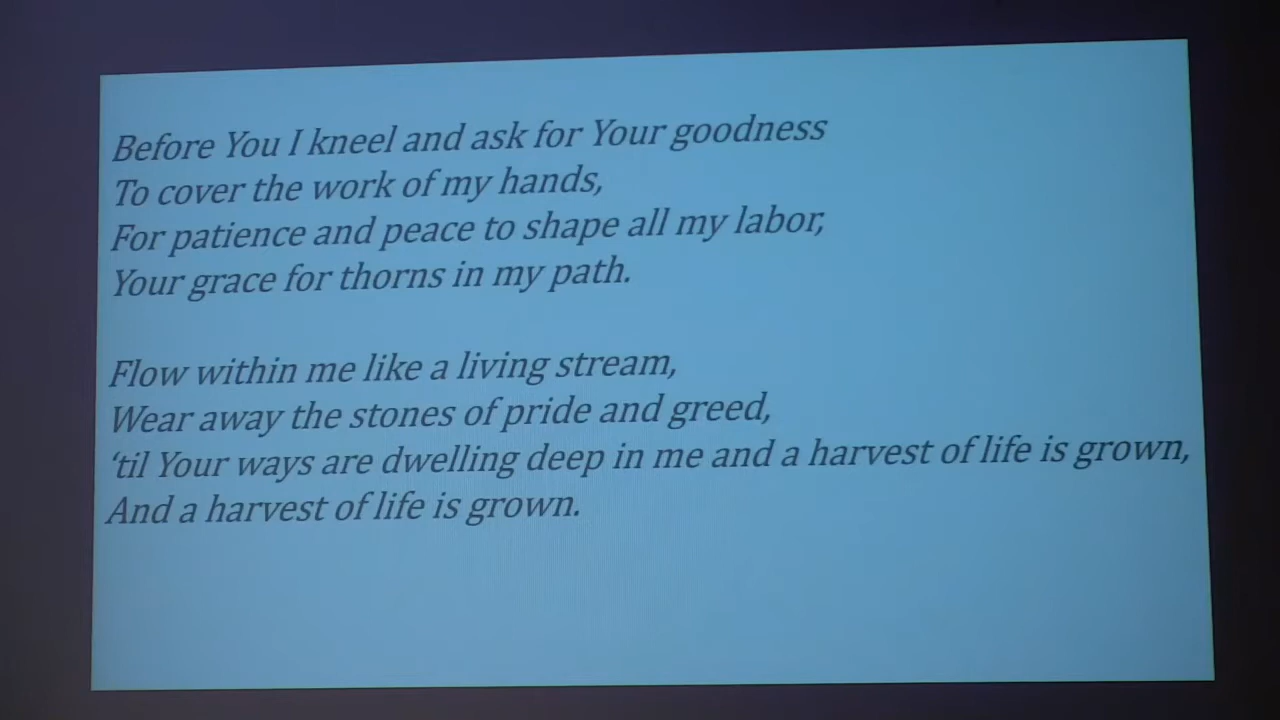 Before You I kneel and ask for Your goodness
To cover the work of my hands,
For patience and peace to shape all my labor,
Your grace for thorns in my path.
Flow within me like a living stream,
Wear away the stones of pride and greed,
‘til Your ways are dwelling deep in me and a harvest of life is grown,
And a harvest of life is grown.